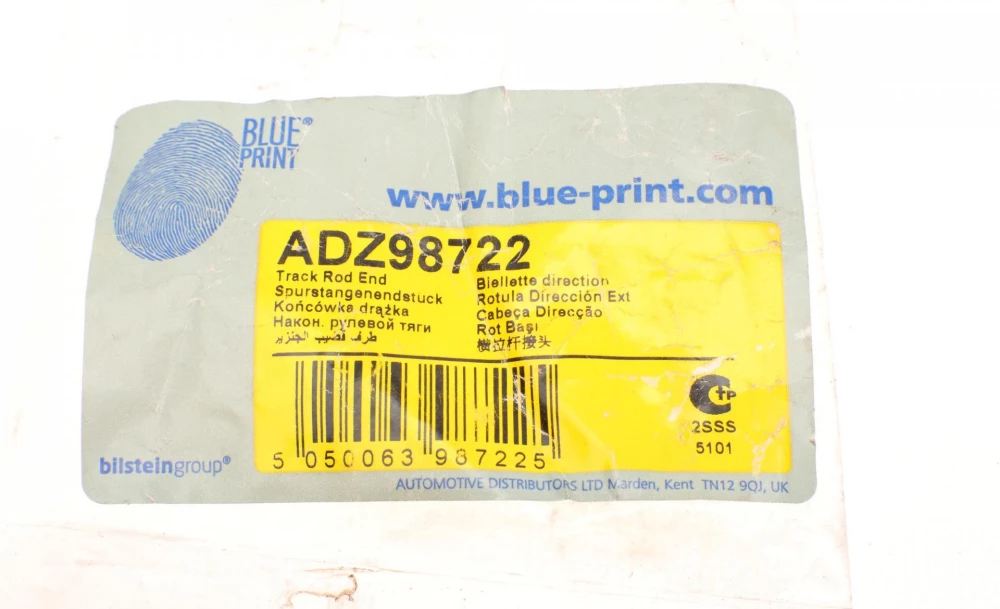 BLUE®
PRINT
www.blue-print.com
ADZ98722
Track Rod End
Spurstangenendstuck
Końcówka drążka
Након. рулевой тяги
طرف قضيب الجنزير
Biellette direction
Rotula Dirección Ext
Cabeça Direcção
Rot Başı
横拉杆接头
5 050063 987225
CTP
2SSS
5101
bilsteingroup®
AUTOMOTIVE DISTRIBUTORS LTD Marden, Kent TN12 9QJ, UK